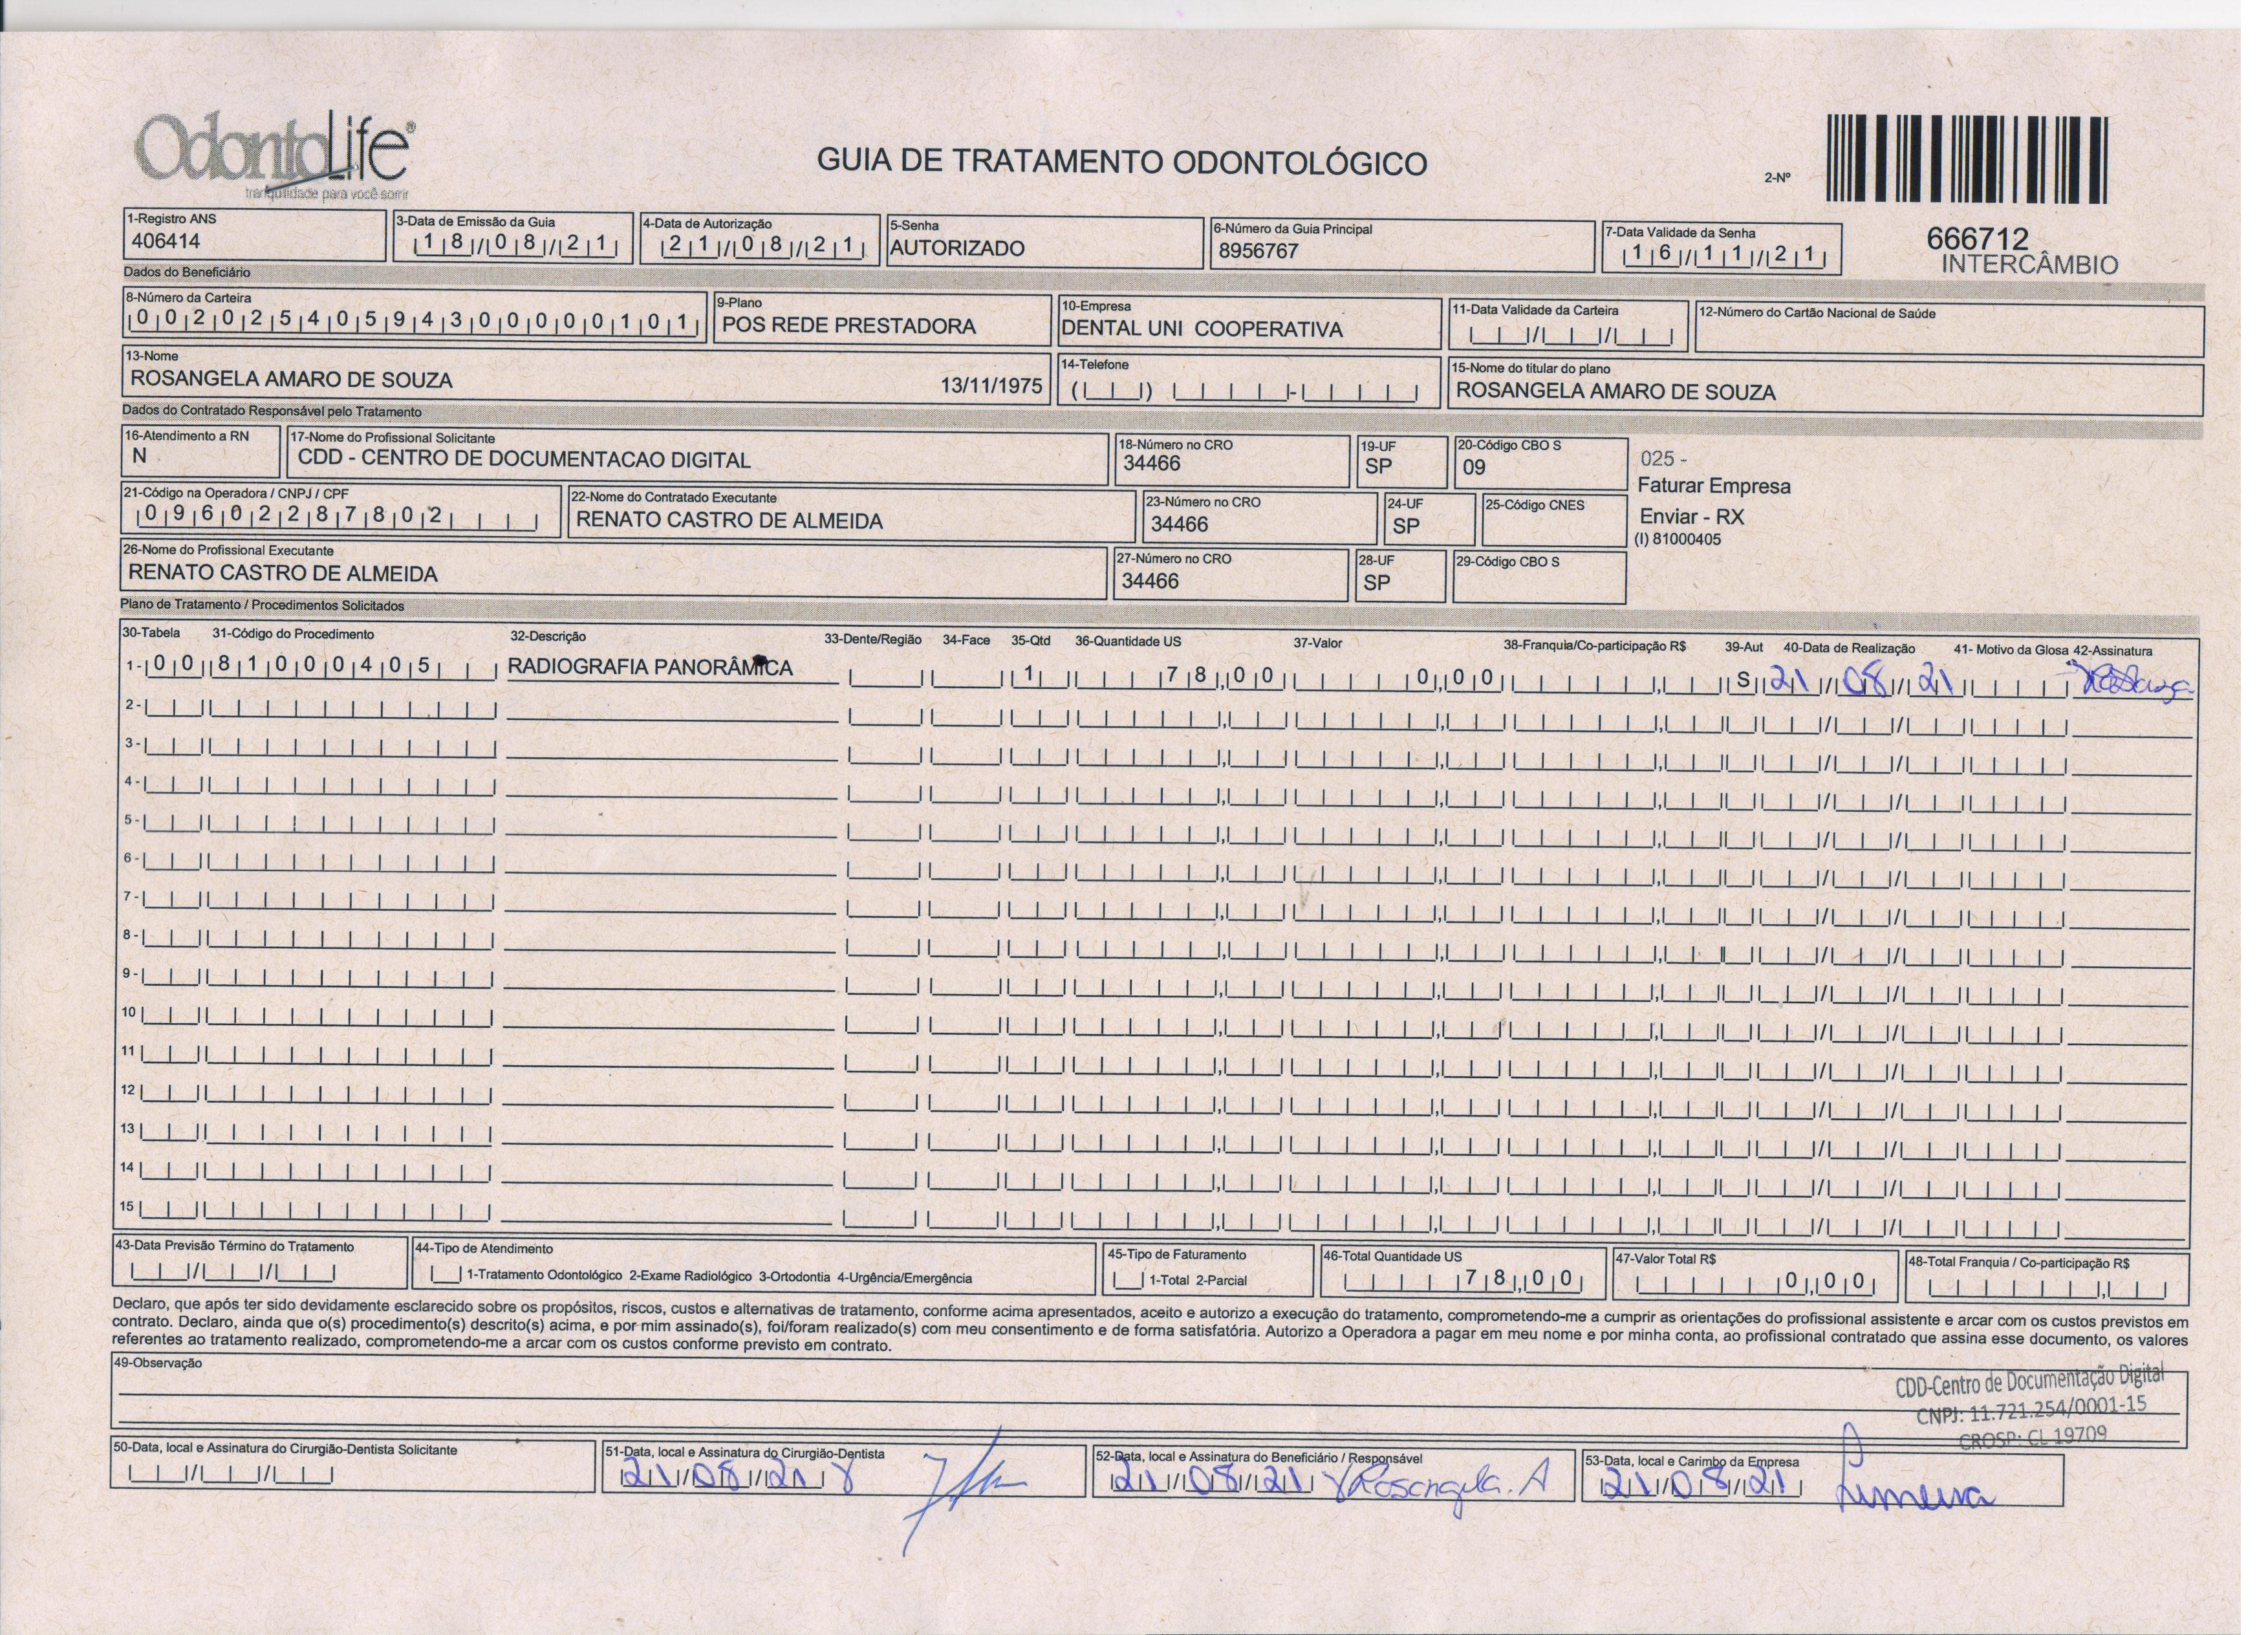 OdontoLife®
tranquilidade para você sorrir
GUIA DE TRATAMENTO ODONTOLÓGICO
2-Nº
666712
INTERCÂMBIO
1-Registro ANS
406414
3-Data de Emissão da Guia
18/08/21
4-Data de Autorização
21/08/21
5-Senha
AUTORIZADO
6-Número da Guia Principal
8956767
7-Data Validade da Senha
16/11/21
Dados do Beneficiário
8-Número da Carteira
00202540594300000101
9-Plano
POS REDE PRESTADORA
10-Empresa
DENTAL UNI COOPERATIVA
11-Data Validade da Carteira
12-Número do Cartão Nacional de Saúde
13-Nome
ROSANGELA AMARO DE SOUZA 13/11/1975
14-Telefone
15-Nome do titular do plano
ROSANGELA AMARO DE SOUZA
Dados do Contratado Responsável pelo Tratamento
16-Atendimento a RN
N
17-Nome do Profissional Solicitante
CDD - CENTRO DE DOCUMENTACAO DIGITAL
18-Número no CRO
34466
19-UF
SP
20-Código CBO S
09
025 -
Faturar Empresa
Enviar - RX
(I) 81000405
21-Código na Operadora / CNPJ / CPF
09602287802
22-Nome do Contratado Executante
RENATO CASTRO DE ALMEIDA
23-Número no CRO
34466
24-UF
SP
25-Código CNES
26-Nome do Profissional Executante
RENATO CASTRO DE ALMEIDA
27-Número no CRO
34466
28-UF
SP
29-Código CBO S
Plano de Tratamento / Procedimentos Solicitados
30-Tabela 31-Código do Procedimento 32-Descrição 33-Dente/Região 34-Face 35-Qtd 36-Quantidade US 37-Valor 38-Franquia/Co-participação R$ 39-Aut 40-Data de Realização 41- Motivo da Glosa 42-Assinatura
1- 00 81000405 RADIOGRAFIA PANORÂMICA 1 78,00 0,00 S 21/08/21 RASouza
2-
3-
4-
5-
6-
7-
8-
9-
10
11
12
13
14
15
43-Data Previsão Término do Tratamento
44-Tipo de Atendimento
1-Tratamento Odontológico 2-Exame Radiológico 3-Ortodontia 4-Urgência/Emergência
45-Tipo de Faturamento
1-Total 2-Parcial
46-Total Quantidade US
78,00
47-Valor Total R$
0,00
48-Total Franquia / Co-participação R$
Declaro, que após ter sido devidamente esclarecido sobre os propósitos, riscos, custos e alternativas de tratamento, conforme acima apresentados, aceito e autorizo a execução do tratamento, comprometendo-me a cumprir as orientações do profissional assistente e arcar com os custos previstos em
contrato. Declaro, ainda que o(s) procedimento(s) descrito(s) acima, e por mim assinado(s), foi/foram realizado(s) com meu consentimento e de forma satisfatória. Autorizo a Operadora a pagar em meu nome e por minha conta, ao profissional contratado que assina esse documento, os valores
referentes ao tratamento realizado, comprometendo-me a arcar com os custos conforme previsto em contrato.
49-Observação
CDD-Centro de Documentação Digital
CNPJ: 11.721.254/0001-15
CROSP: CL 19709
50-Data, local e Assinatura do Cirurgião-Dentista Solicitante
51-Data, local e Assinatura do Cirurgião-Dentista
21/08/21
52-Data, local e Assinatura do Beneficiário / Responsável
21/08/21 Rosangela. A
53-Data, local e Carimbo da Empresa
21/08/21 Limeira